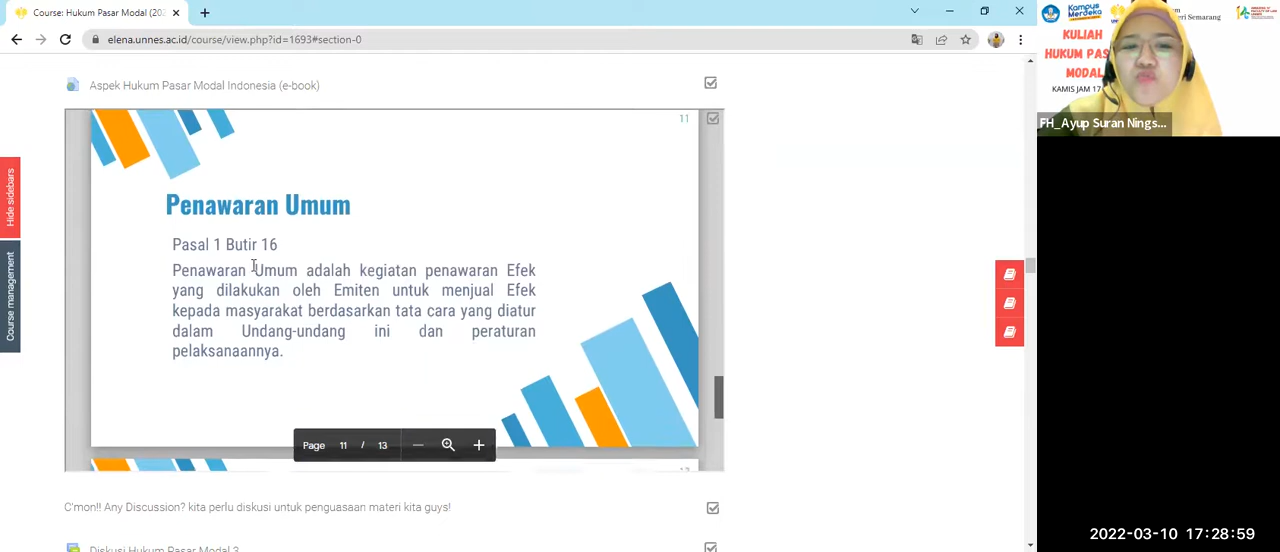 Course: Hukum Pasar Modal (202
elena.unnes.ac.id/course/view.php?id=1693#section-0
Hide sidebars
Course management
Aspek Hukum Pasar Modal Indonesia (e-book)
11
Penawaran Umum
Pasal 1 Butir 16
Penawaran Umum adalah kegiatan penawaran Efek
yang dilakukan oleh Emiten untuk menjual Efek
kepada masyarakat berdasarkan tata cara yang diatur
dalam Undang-undang ini dan peraturan
pelaksanaannya.
Page 11 / 13
C'mon!! Any Discussion? kita perlu diskusi untuk penguasaan materi kita guys!
Diskusi Hukum Pasar Modal 3
Kampus
Merdeka
Semarang
KULIAH
HUKUM PAS
MODAL
KAMIS JAM 17
FH_Ayup Suran Nings...
2022-03-10 17:28:59